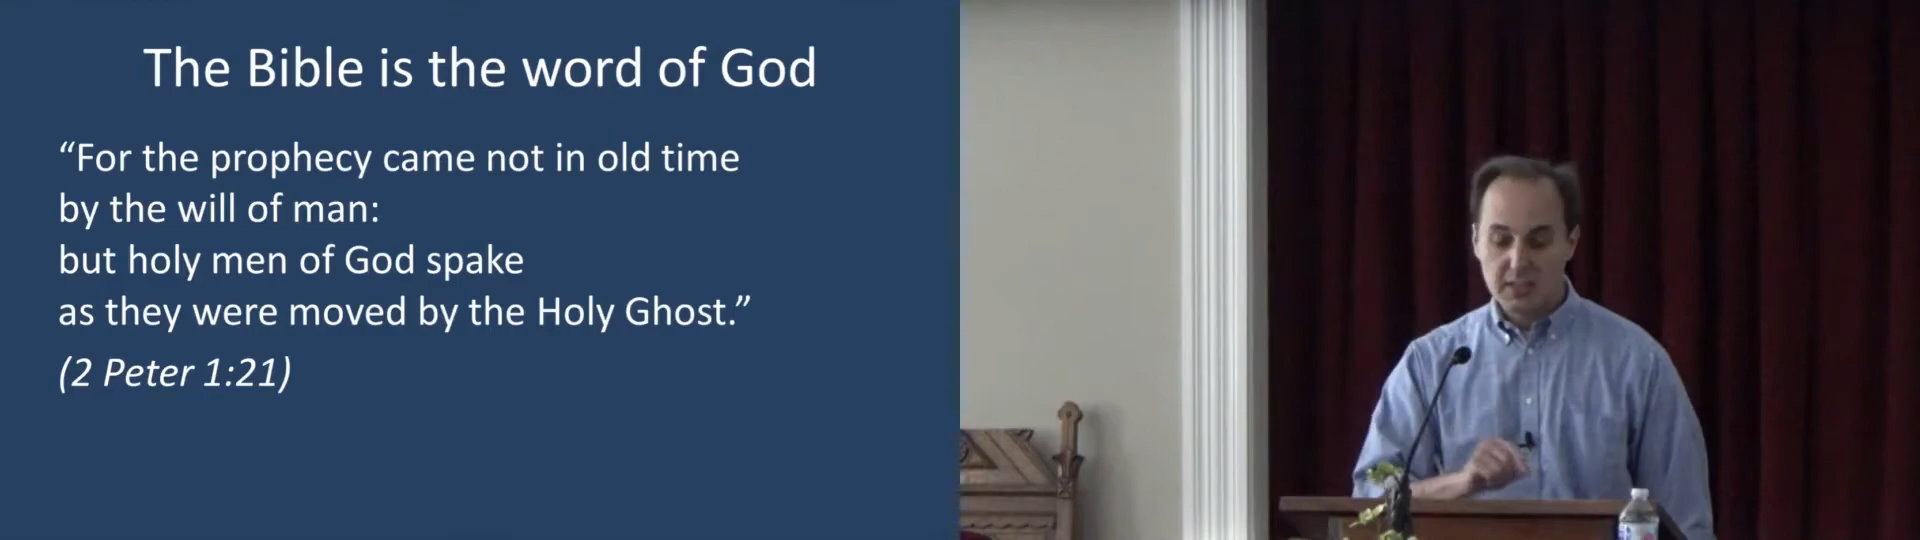 The Bible is the word of God
“For the prophecy came not in old time
by the will of man:
but holy men of God spake
as they were moved by the Holy Ghost.”
(2 Peter 1:21)